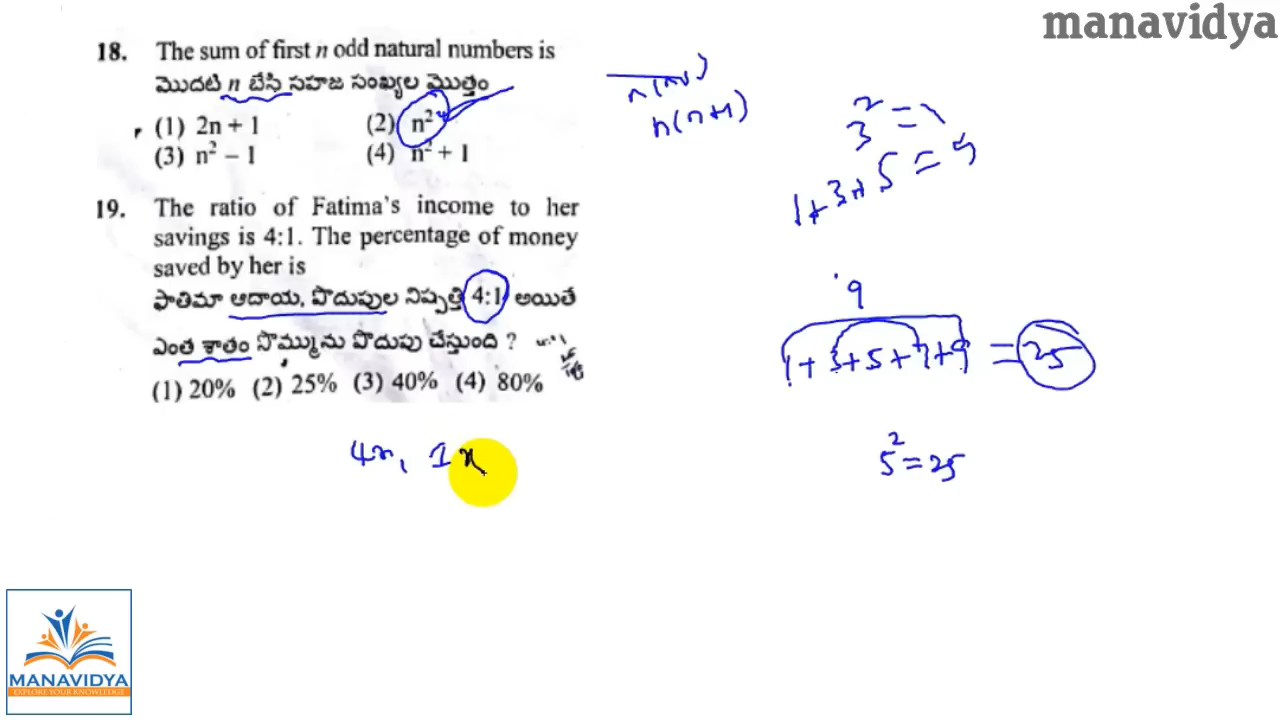 manavidya
18. The sum of first n odd natural numbers is
మొదటి n బేసి సహజ సంఖ్యల మొత్తం
(1) 2n + 1 (2) n²
(3) n² − 1 (4) n² + 1
n(n+1)
3² =
1+3+5 = 9
19. The ratio of Fatima's income to her
savings is 4:1. The percentage of money
saved by her is
ఫాతిమా ఆదాయ, పొదుపుల నిష్పత్తి 4:1 అయితే
ఎంత శాతం సొమ్మును పొదుపు చేస్తుంది ?
(1) 20% (2) 25% (3) 40% (4) 80%
9
1+3+5+7+9 = 25
5² = 25
4x, 1x
MANAVIDYA
EXPLORE YOUR KNOWLEDGE